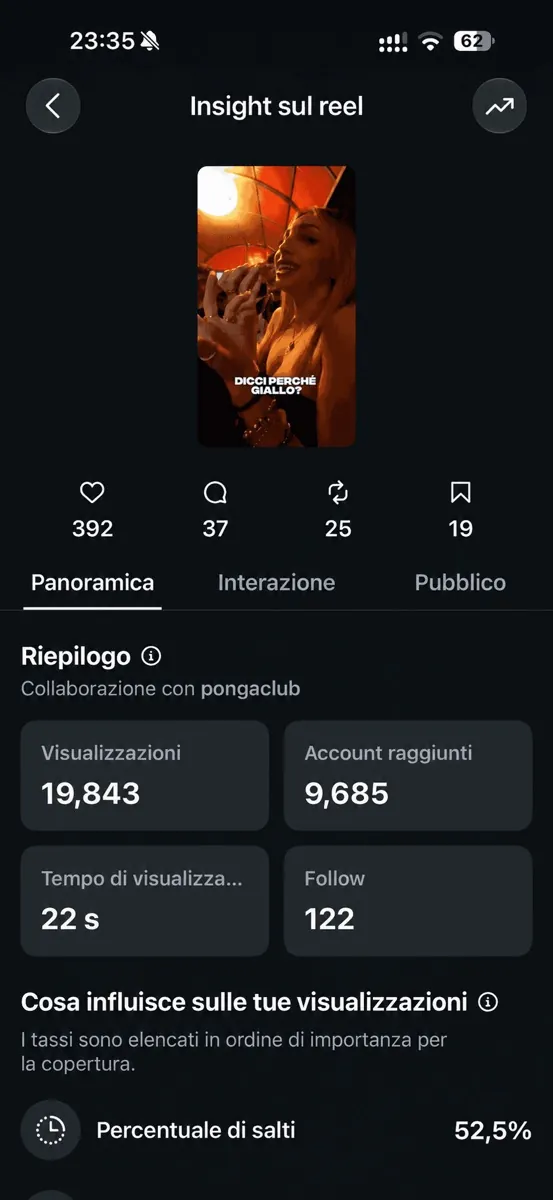 23:35
62
Insight sul reel
DICCI PERCHÉ
GIALLO?
392
37
25
19
Panoramica
Interazione
Pubblico
Riepilogo
Collaborazione con pongaclub
Visualizzazioni
19,843
Account raggiunti
9,685
Tempo di visualizza...
22 s
Follow
122
Cosa influisce sulle tue visualizzazioni
I tassi sono elencati in ordine di importanza per
la copertura.
Percentuale di salti
52,5%